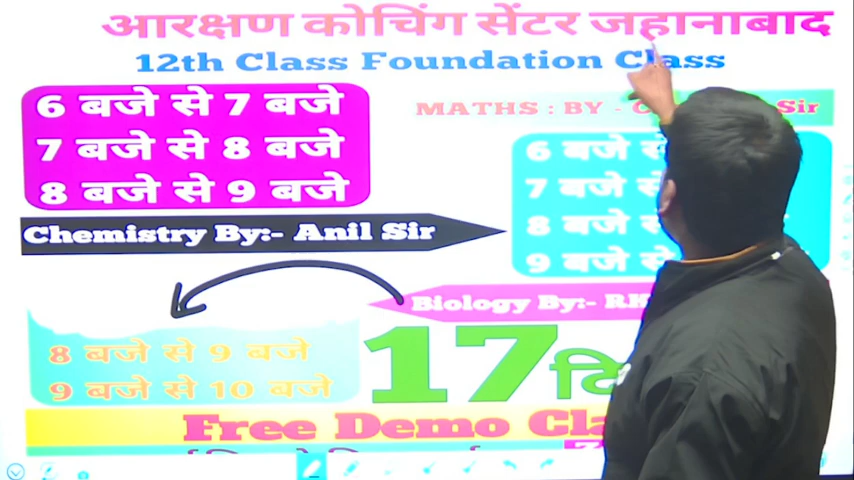 आरक्षण कोचिंग सेंटर जहानाबाद
12th Class Foundation Class
6 बजे से 7 बजे
7 बजे से 8 बजे
8 बजे से 9 बजे
MATHS : BY - Sir
6 बजे
7 बजे
8 बजे
9 बजे
Chemistry By:- Anil Sir
Biology By:-
8 बजे से 9 बजे
9 बजे से 10 बजे
17
Free Demo